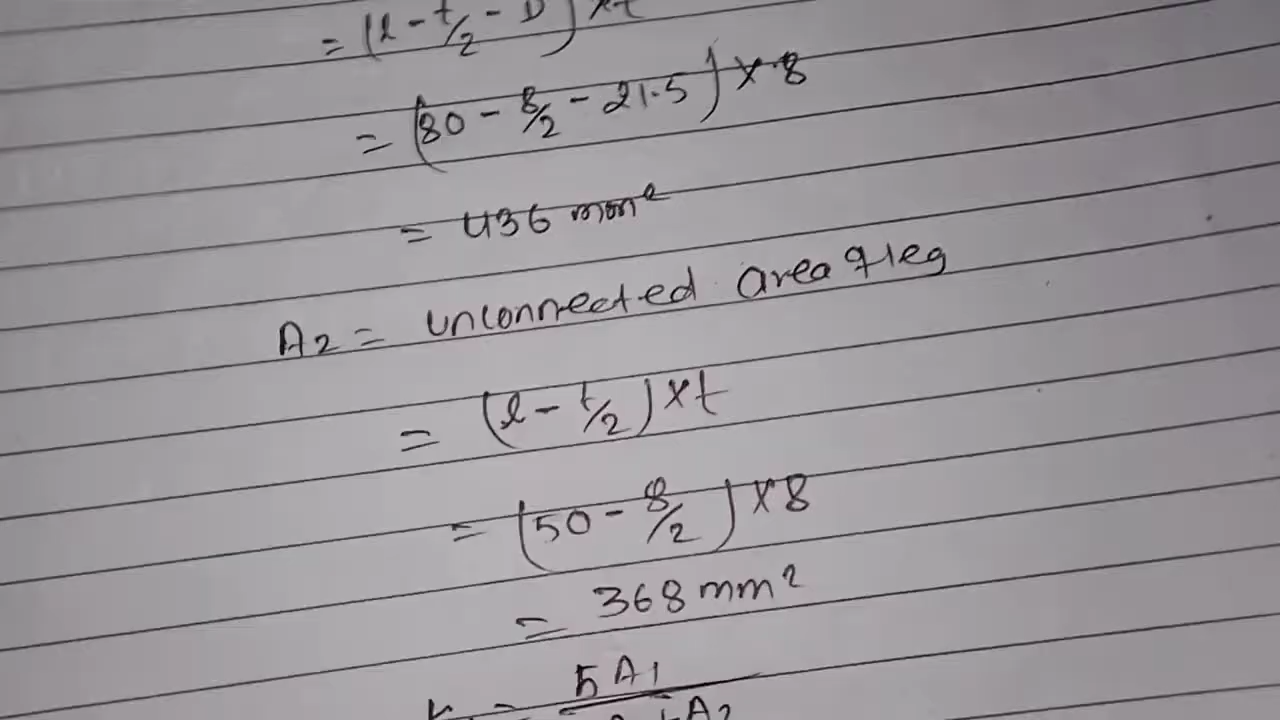 = (l - t/2 - D) x t
= (80 - 8/2 - 21.5) x 8
= 436 mm²
A2 = unconnected area of leg
= (l - t/2) x t
= (50 - 8/2) x 8
= 368 mm²
= 5A1
+A2